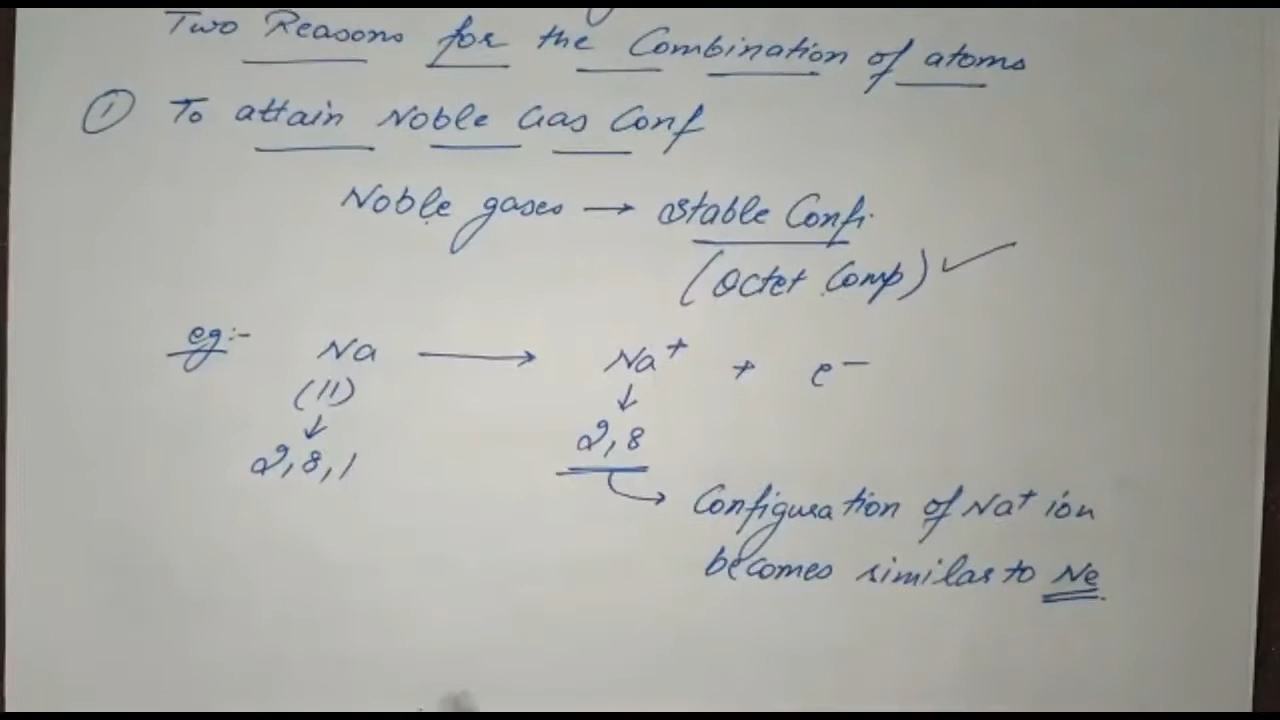 Two Reasons for the Combination of atoms
① To attain Noble Gas Conf
Noble gases → Stable Confi.
(Octet Comp) ✓
eg:- Na ⟶ Na⁺ + e⁻
(11) ↓
↓ 2,8
2,8,1
Configuration of Na⁺ ion
becomes similar to Ne.